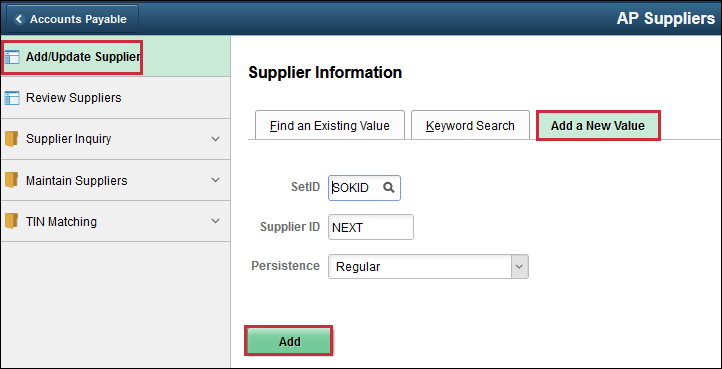 Accounts Payable
AP Suppliers
Add/Update Supplier
Review Suppliers
Supplier Inquiry
Maintain Suppliers
TIN Matching
Supplier Information
Find an Existing Value
Keyword Search
Add a New Value
SetID SOKID
Supplier ID NEXT
Persistence Regular
Add